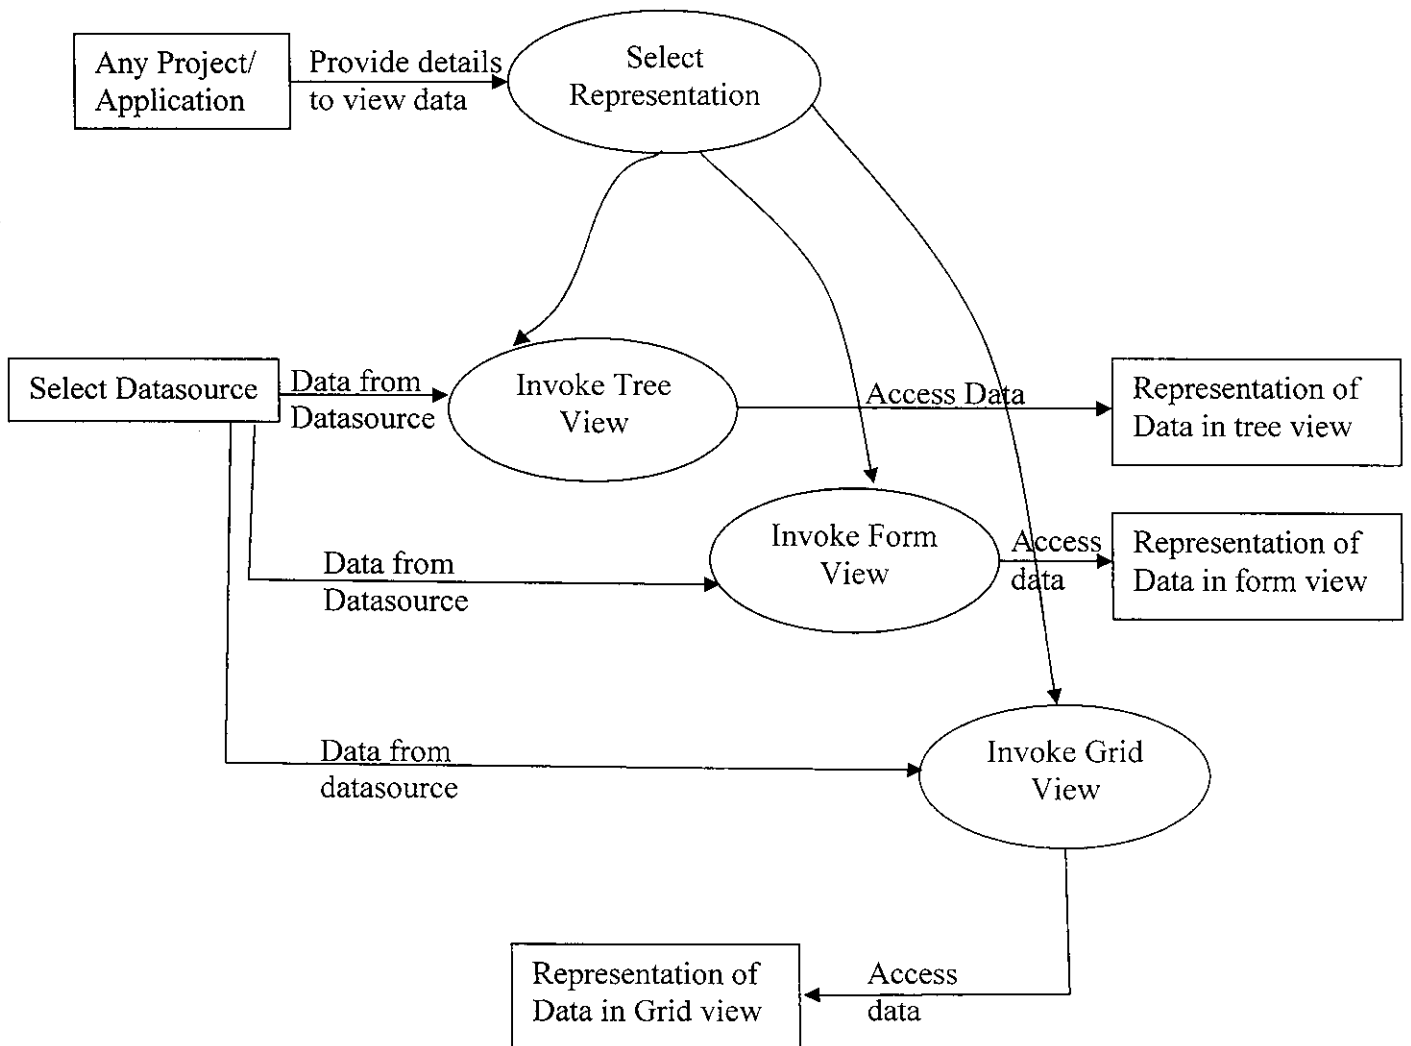 Any Project/
Application
Provide details
to view data
Select
Representation
Select Datasource
Data from
Datasource
Invoke Tree
View
Access Data
Representation of
Data in tree view
Data from
Datasource
Invoke Form
View
Access
data
Representation of
Data in form view
Data from
datasource
Invoke Grid
View
Representation of
Data in Grid view
Access
data